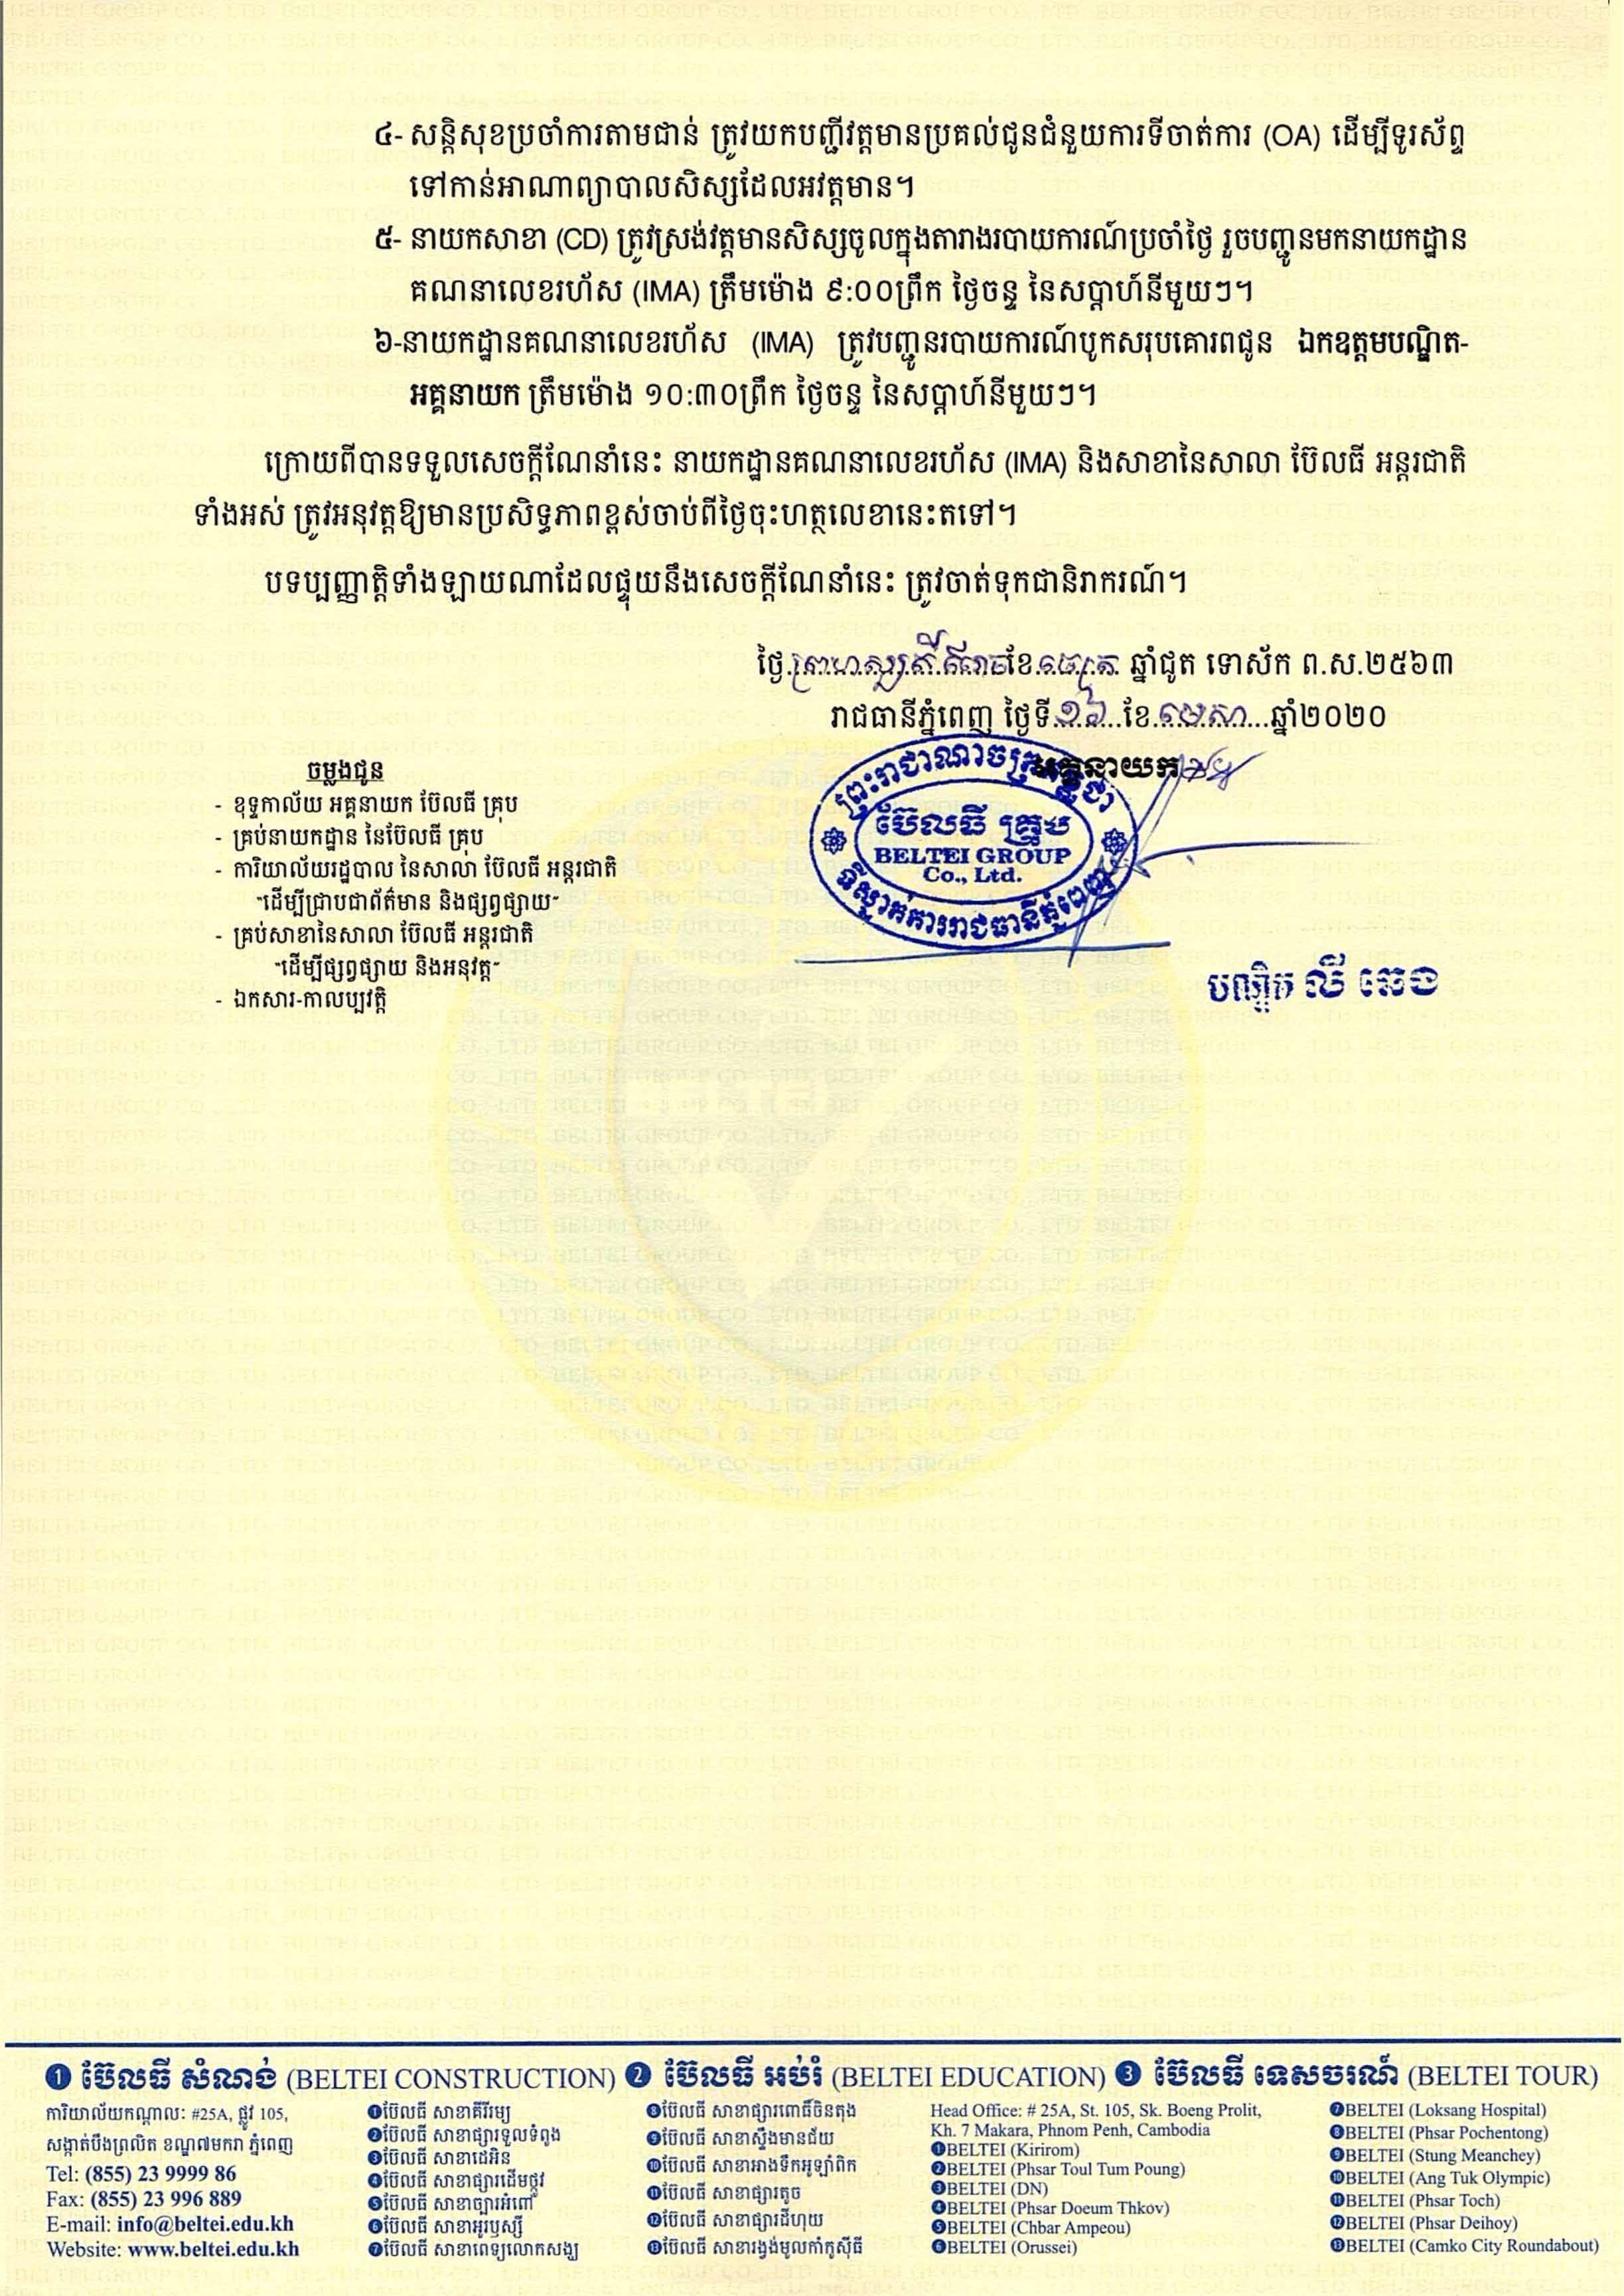 ៤- សន្តិសុខប្រចាំការតាមជាន់ ត្រូវយកបញ្ជីវត្តមានប្រគល់ជូនជំនួយការទីចាត់ការ (OA) ដើម្បីទូរស័ព្ទ
ទៅកាន់អាណាព្យាបាលសិស្សដែលអវត្តមាន។
៥- នាយកសាខា (CD) ត្រូវស្រង់វត្តមានសិស្សចូលក្នុងតារាងរបាយការណ៍ប្រចាំថ្ងៃ រួចបញ្ជូនមកនាយកដ្ឋាន
គណនាលេខរហ័ស (IMA) ត្រឹមម៉ោង ៩:០០ព្រឹក ថ្ងៃចន្ទ នៃសប្តាហ៍នីមួយៗ។
៦-នាយកដ្ឋានគណនាលេខរហ័ស (IMA) ត្រូវបញ្ជូនរបាយការណ៍បូកសរុបគោរពជូន ឯកឧត្តមបណ្ឌិត-
អគ្គនាយក ត្រឹមម៉ោង ១០:៣០ព្រឹក ថ្ងៃចន្ទ នៃសប្តាហ៍នីមួយៗ។
ក្រោយពីបានទទួលសេចក្តីណែនាំនេះ នាយកដ្ឋានគណនាលេខរហ័ស (IMA) និងសាខានៃសាលា ប៊ែលធី អន្តរជាតិ
ទាំងអស់ ត្រូវអនុវត្តឱ្យមានប្រសិទ្ធភាពខ្ពស់ចាប់ពីថ្ងៃចុះហត្ថលេខានេះតទៅ។
បទប្បញ្ញាត្តិទាំងឡាយណាដែលផ្ទុយនឹងសេចក្តីណែនាំនេះ ត្រូវចាត់ទុកជានិរាករណ៍។
ថ្ងៃ ព្រហស្បតិ៍ ខែ ចេត្រ ឆ្នាំជូត ទោស័ក ព.ស.២៥៦៣
រាជធានីភ្នំពេញ ថ្ងៃទី ១៦ ខែ មេសា ឆ្នាំ២០២០
អគ្គនាយក
ព្រះរាជាណាចក្រកម្ពុជា
ប៊ែលធី គ្រុប
BELTEI GROUP
Co., Ltd.
ទីស្នាក់ការរាជធានីភ្នំពេញ
បណ្ឌិត លី ឆេង
ចម្លងជូន
- ខុទ្ទកាល័យ អគ្គនាយក ប៊ែលធី គ្រុប
- គ្រប់នាយកដ្ឋាន នៃប៊ែលធី គ្រុប
- ការិយាល័យរដ្ឋបាល នៃសាលា ប៊ែលធី អន្តរជាតិ
"ដើម្បីជ្រាបជាព័ត៌មាន និងផ្សព្វផ្សាយ"
- គ្រប់សាខានៃសាលា ប៊ែលធី អន្តរជាតិ
"ដើម្បីផ្សព្វផ្សាយ និងអនុវត្ត"
- ឯកសារ-កាលប្បវត្តិ
❶ ប៊ែលធី សំណង់ (BELTEI CONSTRUCTION) ❷ ប៊ែលធី អប់រំ (BELTEI EDUCATION) ❸ ប៊ែលធី ទេសចរណ៍ (BELTEI TOUR)
ការិយាល័យកណ្តាល: #25A, ផ្លូវ 105,
សង្កាត់បឹងព្រលិត ខណ្ឌ៧មករា ភ្នំពេញ
Tel: (855) 23 9999 86
Fax: (855) 23 996 889
E-mail: info@beltei.edu.kh
Website: www.beltei.edu.kh
❶ប៊ែលធី សាខាគីរីរម្យ
❷ប៊ែលធី សាខាផ្សារទួលទំពូង
❸ប៊ែលធី សាខាដេអិន
❹ប៊ែលធី សាខាផ្សារដើមថ្កូវ
❺ប៊ែលធី សាខាច្បារអំពៅ
❻ប៊ែលធី សាខាអូរឫស្សី
❼ប៊ែលធី សាខាពេទ្យលោកសង្ឃ
❽ប៊ែលធី សាខាផ្សារពោធិ៍ចិនតុង
❾ប៊ែលធី សាខាស្ទឹងមានជ័យ
❿ប៊ែលធី សាខាអាងទឹកអូឡាំពិក
⓫ប៊ែលធី សាខាផ្សារតូច
⓬ប៊ែលធី សាខាផ្សារដីហុយ
⓭ប៊ែលធី សាខារង្វង់មូលកាំកូស៊ីធី
Head Office: # 25A, St. 105, Sk. Boeng Prolit,
Kh. 7 Makara, Phnom Penh, Cambodia
❶BELTEI (Kirirom)
❷BELTEI (Phsar Toul Tum Poung)
❸BELTEI (DN)
❹BELTEI (Phsar Doeum Thkov)
❺BELTEI (Chbar Ampeou)
❻BELTEI (Orussei)
❼BELTEI (Loksang Hospital)
❽BELTEI (Phsar Pochentong)
❾BELTEI (Stung Meanchey)
❿BELTEI (Ang Tuk Olympic)
⓫BELTEI (Phsar Toch)
⓬BELTEI (Phsar Deihoy)
⓭BELTEI (Camko City Roundabout)